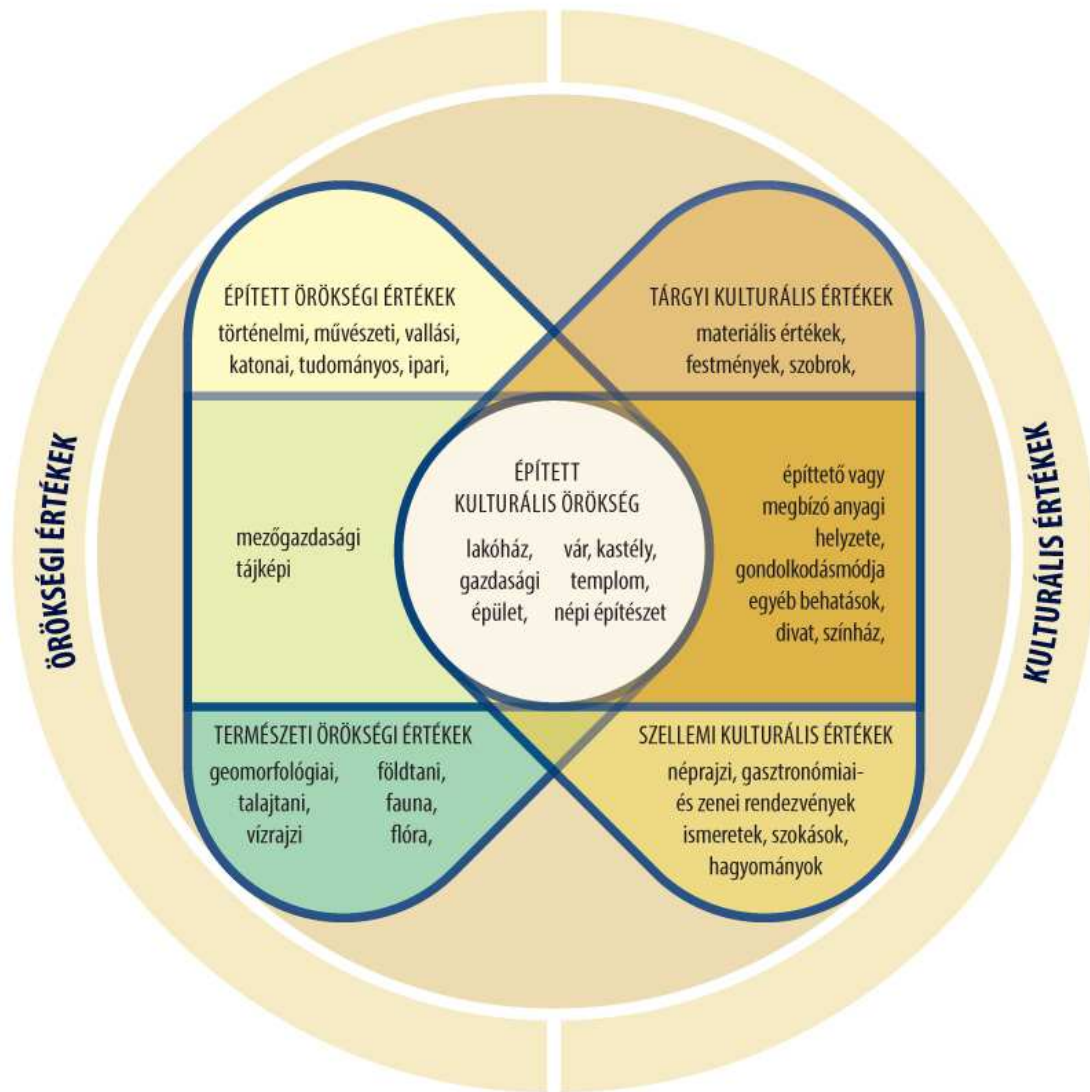 ÖRÖKSÉGI ÉRTÉKEK
ÉPÍTETT ÖRÖKSÉGI ÉRTÉKEK
történelmi, művészeti, vallási,
katonai, tudományos, ipari,
TÁRGYI KULTURÁLIS ÉRTÉKEK
materiális értékek,
festmények, szobrok,
mezőgazdasági
tájképi
ÉPÍTETT
KULTURÁLIS ÖRÖKSÉG
lakóház, vár, kastély,
gazdasági templom,
épület, népi építészet
építtető vagy
megbízó anyagi
helyzete,
gondolkodásmódja
egyéb behatások,
divat, színház,
TERMÉSZETI ÖRÖKSÉGI ÉRTÉKEK
geomorfológiai, földtani,
talajtani, fauna,
vízrajzi flóra,
SZELLEMI KULTURÁLIS ÉRTÉKEK
néprajzi, gasztronómiai-
és zenei rendezvények
ismeretek, szokások,
hagyományok
KULTURÁLIS ÉRTÉKEK